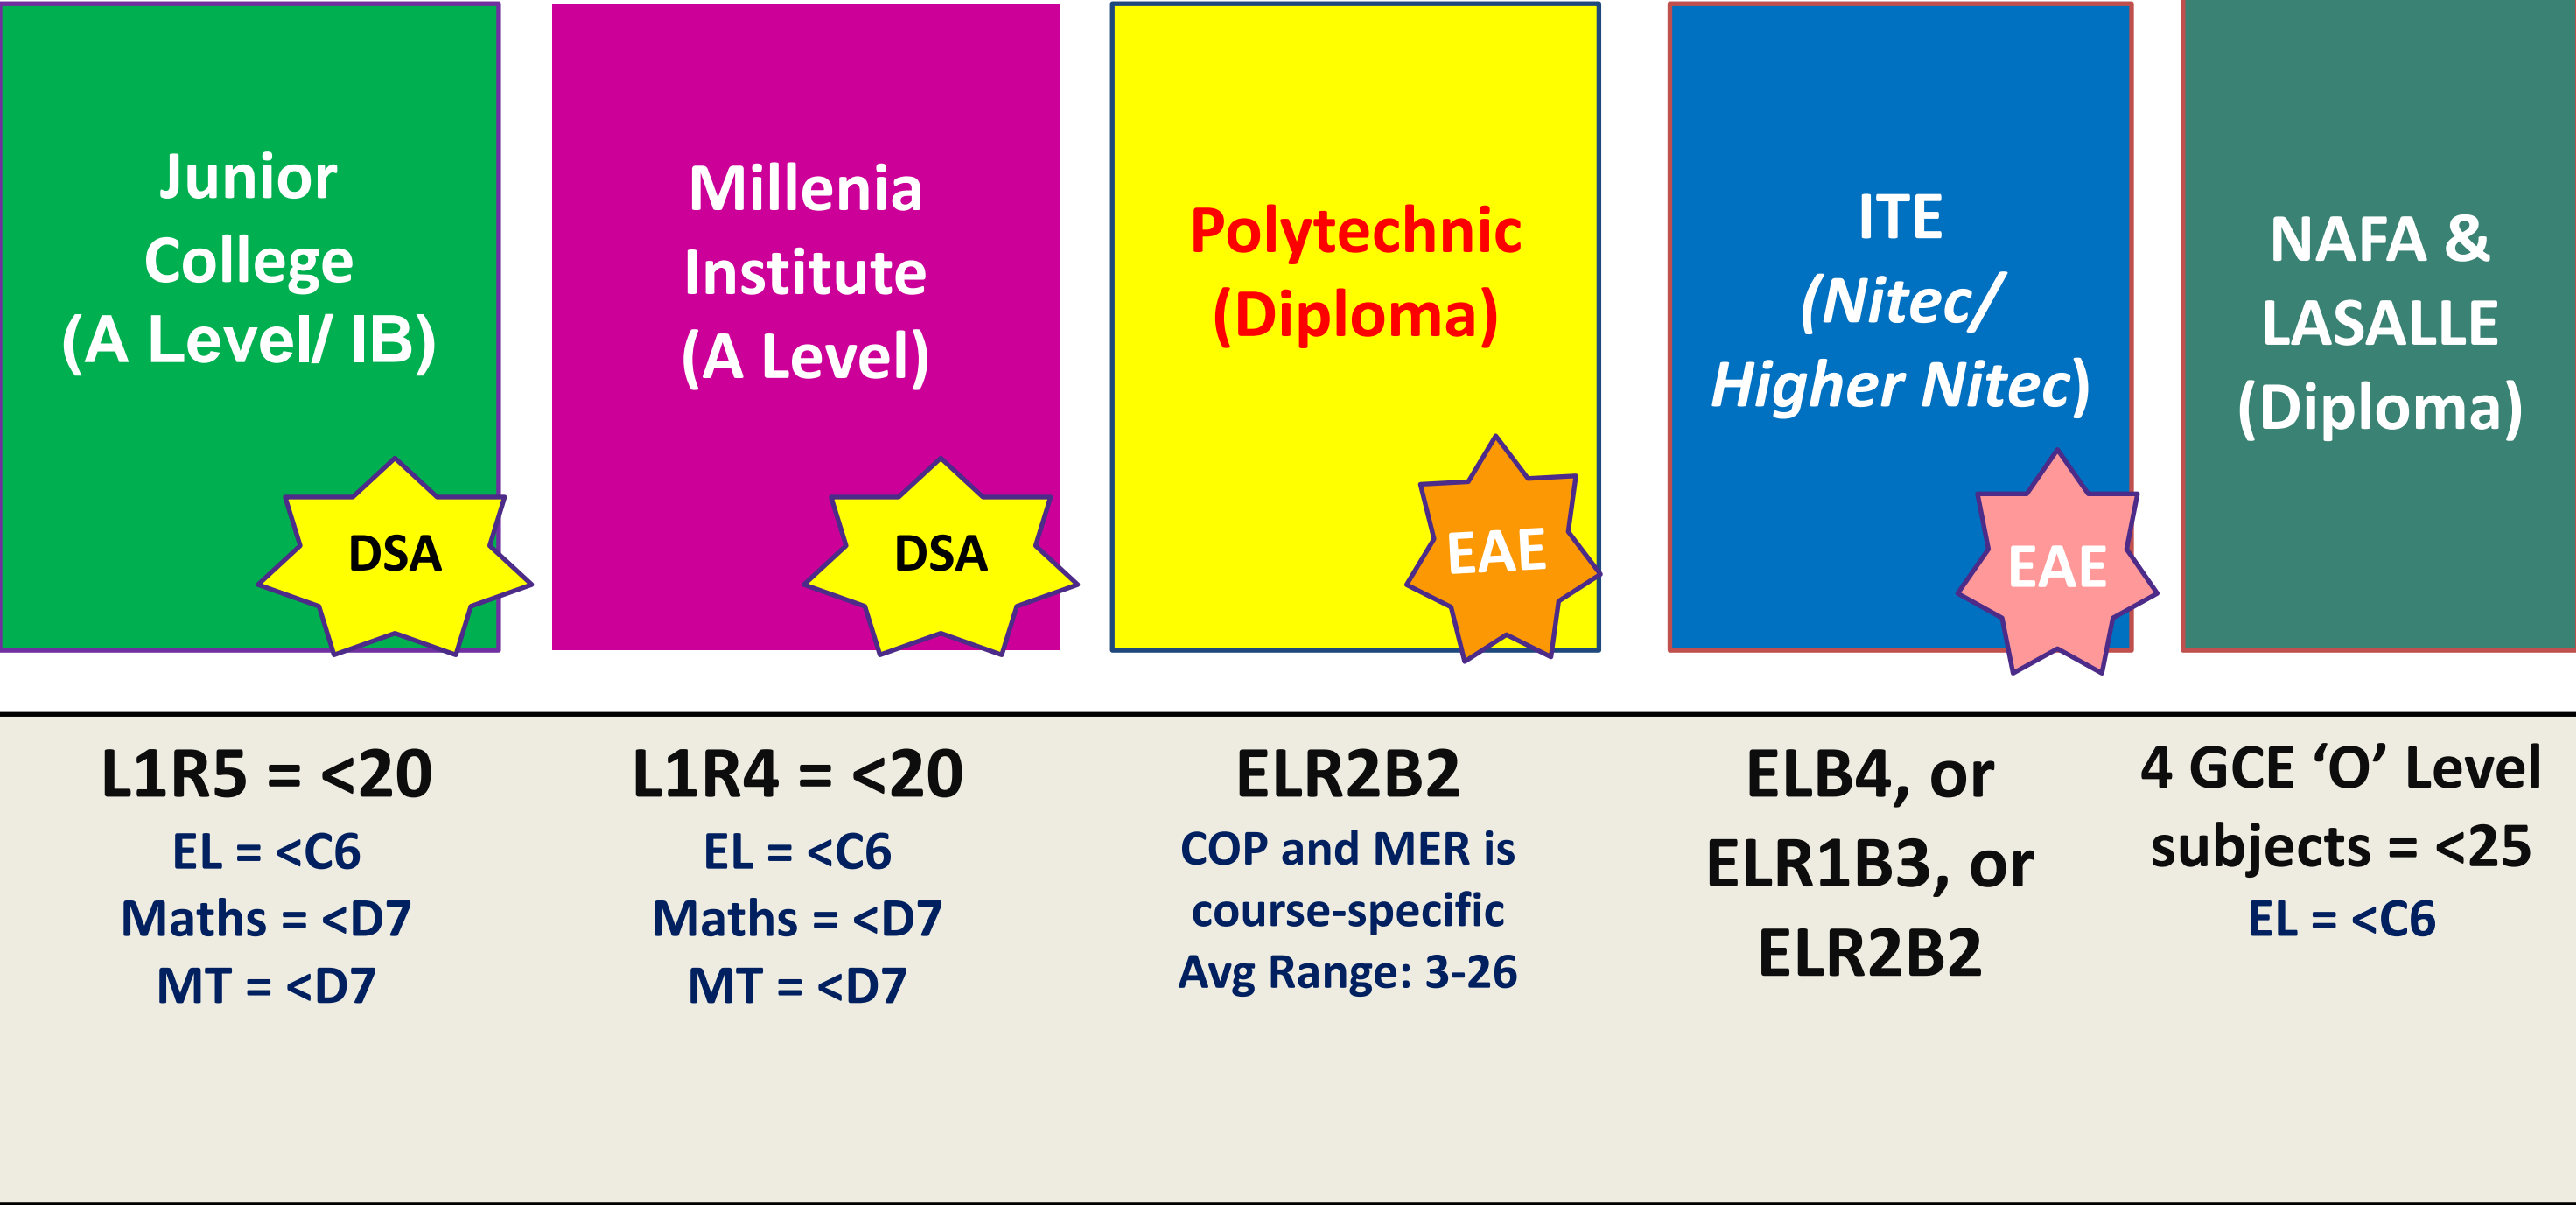 Junior
College
(A Level/ IB)
DSA
Millenia
Institute
(A Level)
DSA
Polytechnic
(Diploma)
EAE
ITE
(Nitec/
Higher Nitec)
EAE
NAFA &
LASALLE
(Diploma)
L1R5 = <20
EL = <C6
Maths = <D7
MT = <D7
L1R4 = <20
EL = <C6
Maths = <D7
MT = <D7
ELR2B2
COP and MER is
course-specific
Avg Range: 3-26
ELB4, or
ELR1B3, or
ELR2B2
4 GCE ‘O’ Level
subjects = <25
EL = <C6